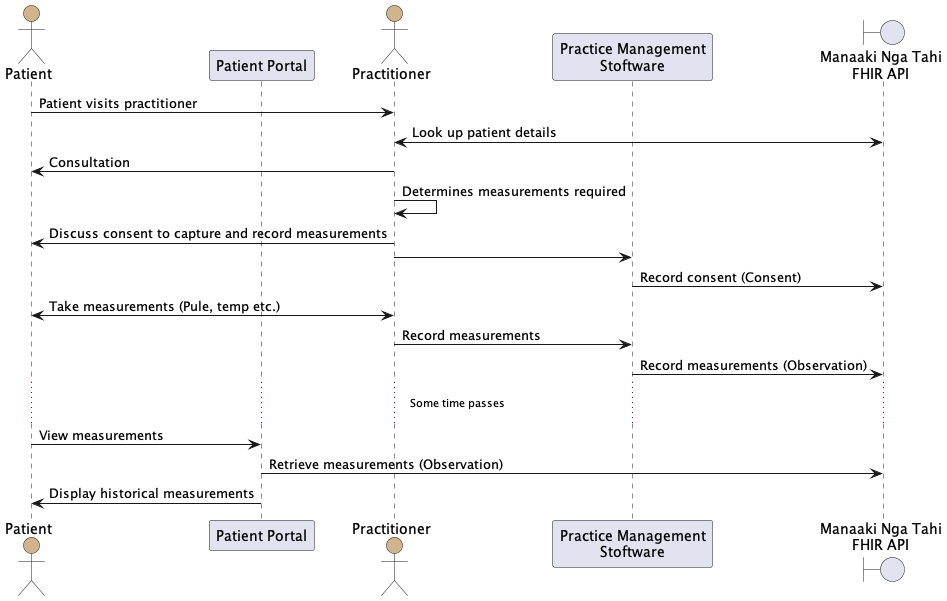 Patient
Patient Portal
Practitioner
Practice Management
Stoftware
Manaaki Nga Tahi
FHIR API
Patient visits practitioner
Look up patient details
Consultation
Determines measurements required
Discuss consent to capture and record measurements
Record consent (Consent)
Take measurements (Pule, temp etc.)
Record measurements
Record measurements (Observation)
Some time passes
View measurements
Retrieve measurements (Observation)
Display historical measurements
Patient
Patient Portal
Practitioner
Practice Management
Stoftware
Manaaki Nga Tahi
FHIR API